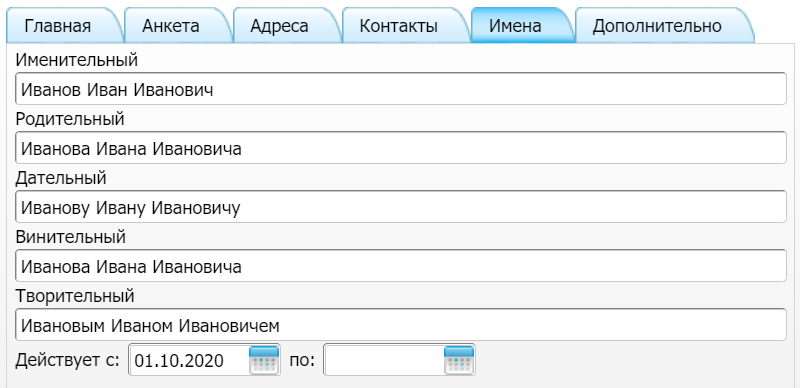 Главная Анкета Адреса Контакты Имена Дополнительно
Именительный
Иванов Иван Иванович
Родительный
Иванова Ивана Ивановича
Дательный
Иванову Ивану Ивановичу
Винительный
Иванова Ивана Ивановича
Творительный
Ивановым Иваном Ивановичем
Действует с: 01.10.2020 по: